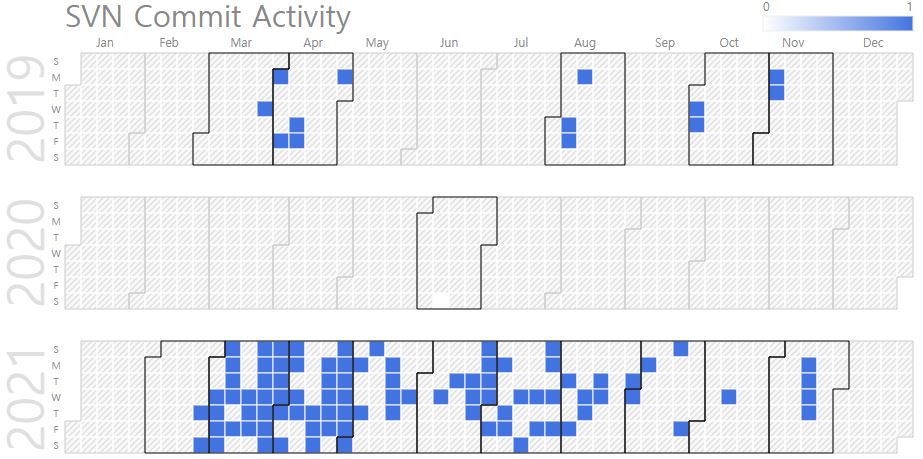 SVN Commit Activity
0 1
Jan Feb Mar Apr May Jun Jul Aug Sep Oct Nov Dec
2019
S
M
T
W
T
F
S
2020
S
M
T
W
T
F
S
2021
S
M
T
W
T
F
S